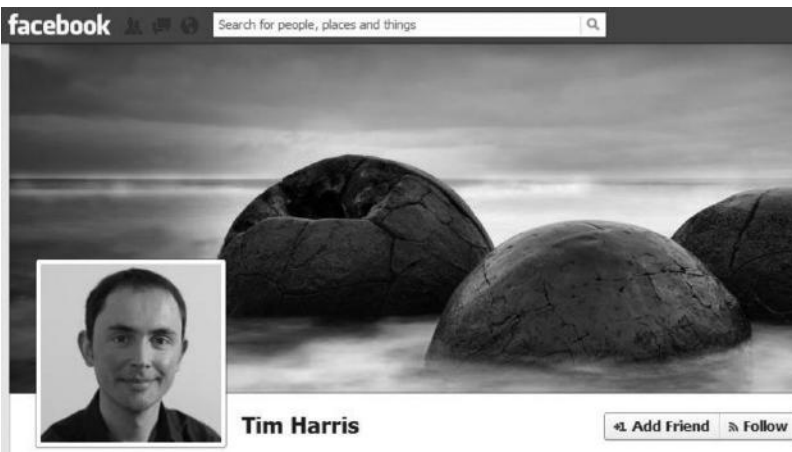 facebook
Search for people, places and things
Tim Harris
+1 Add Friend
Follow